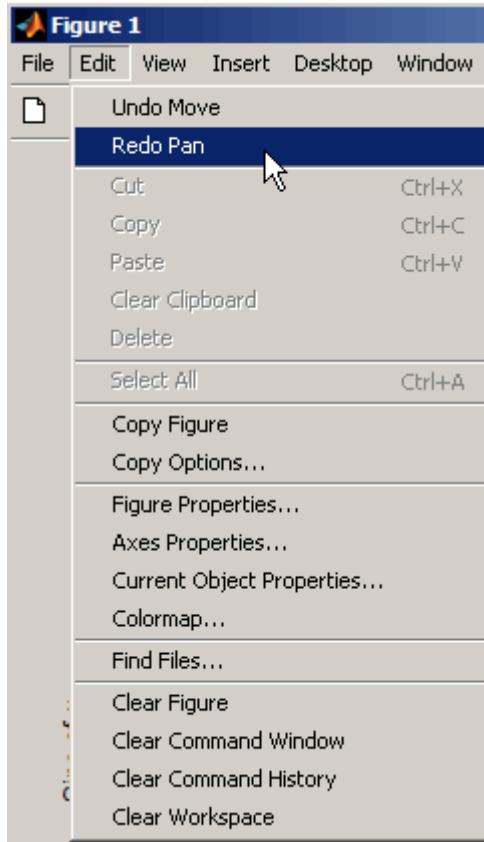 Figure 1
File Edit View Insert Desktop Window
Undo Move
Redo Pan
Cut Ctrl+X
Copy Ctrl+C
Paste Ctrl+V
Clear Clipboard
Delete
Select All Ctrl+A
Copy Figure
Copy Options...
Figure Properties...
Axes Properties...
Current Object Properties...
Colormap...
Find Files...
Clear Figure
Clear Command Window
Clear Command History
Clear Workspace